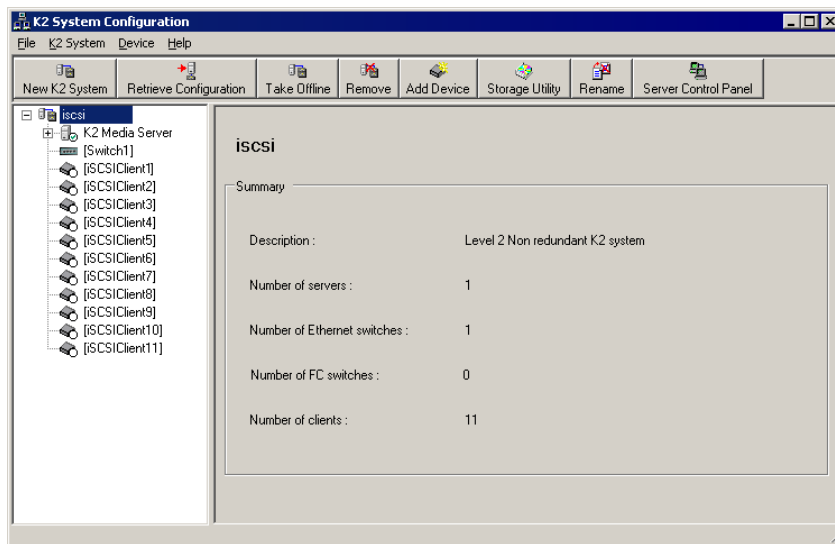 K2 System Configuration
File K2 System Device Help
New K2 System Retrieve Configuration Take Offline Remove Add Device Storage Utility Rename Server Control Panel
iscsi
K2 Media Server
[Switch1]
[iSCSIClient1]
[iSCSIClient2]
[iSCSIClient3]
[iSCSIClient4]
[iSCSIClient5]
[iSCSIClient6]
[iSCSIClient7]
[iSCSIClient8]
[iSCSIClient9]
[iSCSIClient10]
[iSCSIClient11]
iscsi
Summary
Description : Level 2 Non redundant K2 system
Number of servers : 1
Number of Ethernet switches : 1
Number of FC switches : 0
Number of clients : 11